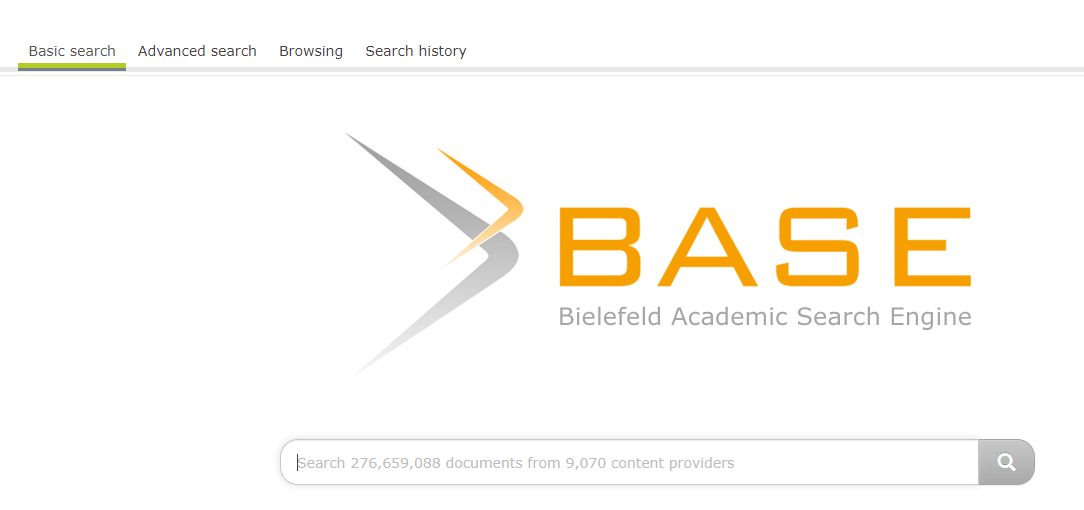 Basic search Advanced search Browsing Search history
BASE
Bielefeld Academic Search Engine
Search 276,659,088 documents from 9,070 content providers